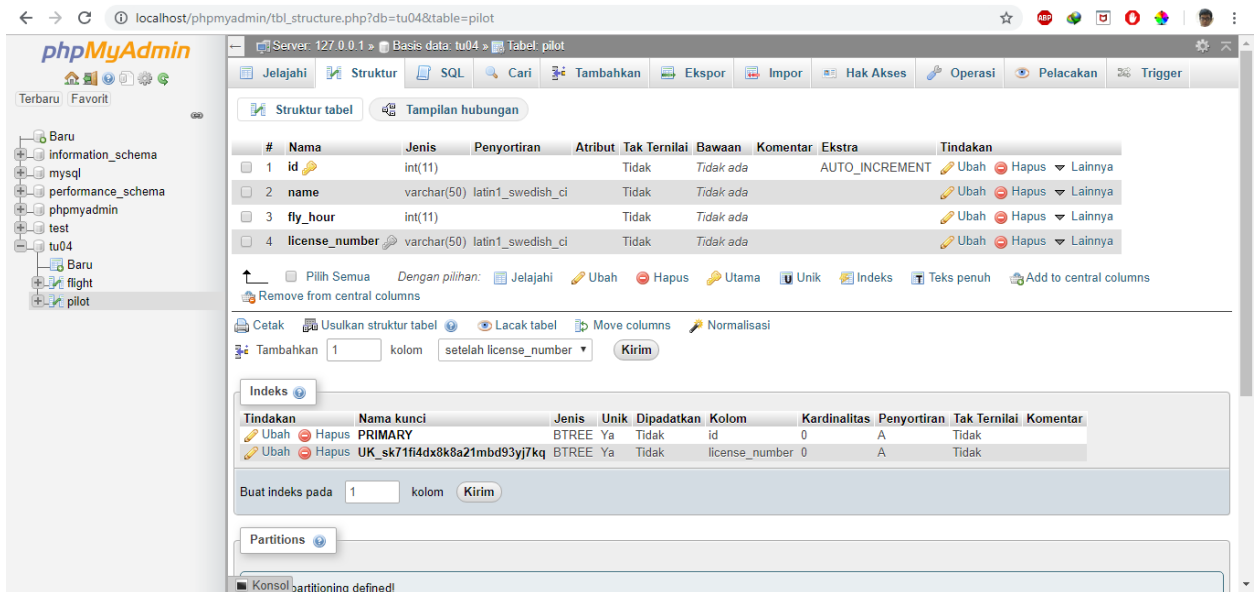 localhost/phpmyadmin/tbl_structure.php?db=tu04&table=pilot
ABP
phpMyAdmin
Terbaru Favorit
Baru
information_schema
mysql
performance_schema
phpmyadmin
test
tu04
Baru
flight
pilot
Server: 127.0.0.1 » Basis data: tu04 » Tabel: pilot
Jelajahi Struktur SQL Cari Tambahkan Ekspor Impor Hak Akses Operasi Pelacakan Trigger
Struktur tabel Tampilan hubungan
# Nama Jenis Penyortiran Atribut Tak Ternilai Bawaan Komentar Ekstra Tindakan
1 id int(11) Tidak Tidak ada AUTO_INCREMENT Ubah Hapus Lainnya
2 name varchar(50) latin1_swedish_ci Tidak Tidak ada Ubah Hapus Lainnya
3 fly_hour int(11) Tidak Tidak ada Ubah Hapus Lainnya
4 license_number varchar(50) latin1_swedish_ci Tidak Tidak ada Ubah Hapus Lainnya
Pilih Semua Dengan pilihan: Jelajahi Ubah Hapus Utama Unik Indeks Teks penuh Add to central columns
Remove from central columns
Cetak Usulkan struktur tabel Lacak tabel Move columns Normalisasi
Tambahkan 1 kolom setelah license_number Kirim
Indeks
Tindakan Nama kunci Jenis Unik Dipadatkan Kolom Kardinalitas Penyortiran Tak Ternilai Komentar
Ubah Hapus PRIMARY BTREE Ya Tidak id 0 A Tidak
Ubah Hapus UK_sk71fi4dx8k8a21mbd93yj7kq BTREE Ya Tidak license_number 0 A Tidak
Buat indeks pada 1 kolom Kirim
Partitions
Konsol partitioning defined!